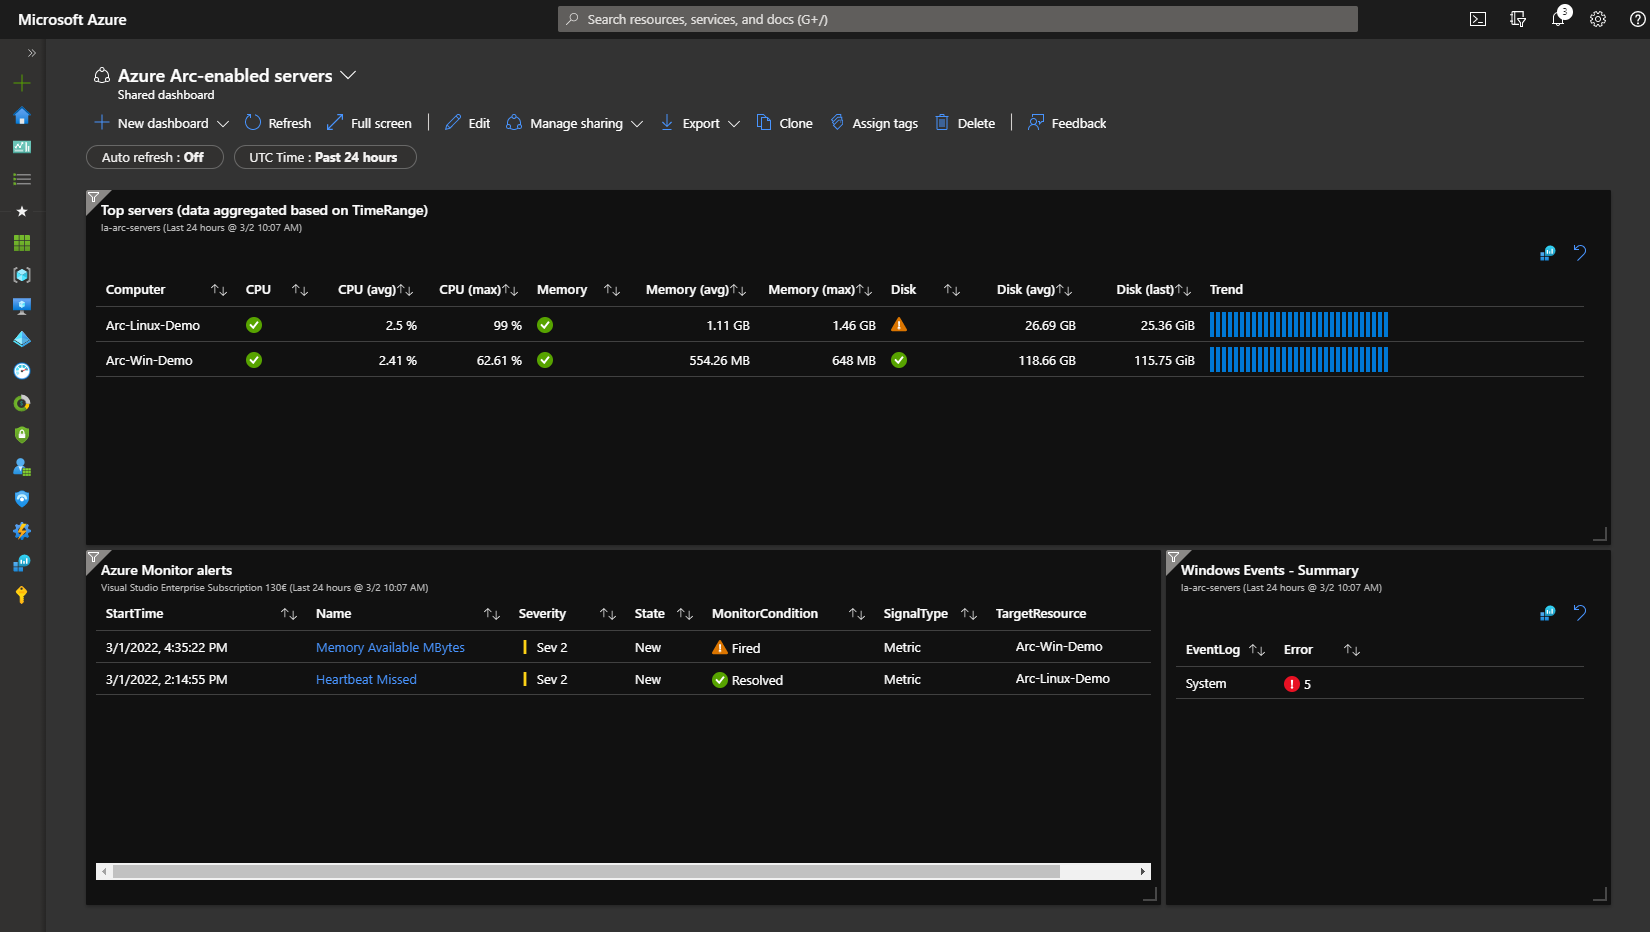 Microsoft Azure
Search resources, services, and docs (G+/)
3
Azure Arc-enabled servers
Shared dashboard
New dashboard Refresh Full screen Edit Manage sharing Export Clone Assign tags Delete Feedback
Auto refresh : Off UTC Time : Past 24 hours
Top servers (data aggregated based on TimeRange)
la-arc-servers (Last 24 hours @ 3/2 10:07 AM)
Computer CPU CPU (avg) CPU (max) Memory Memory (avg) Memory (max) Disk Disk (avg) Disk (last) Trend
Arc-Linux-Demo 2.5 % 99 % 1.11 GB 1.46 GB 26.69 GB 25.36 GiB
Arc-Win-Demo 2.41 % 62.61 % 554.26 MB 648 MB 118.66 GB 115.75 GiB
Azure Monitor alerts
Visual Studio Enterprise Subscription 130€ (Last 24 hours @ 3/2 10:07 AM)
StartTime Name Severity State MonitorCondition SignalType TargetResource
3/1/2022, 4:35:22 PM Memory Available MBytes Sev 2 New Fired Metric Arc-Win-Demo
3/1/2022, 2:14:55 PM Heartbeat Missed Sev 2 New Resolved Metric Arc-Linux-Demo
Windows Events - Summary
la-arc-servers (Last 24 hours @ 3/2 10:07 AM)
EventLog Error
System 5